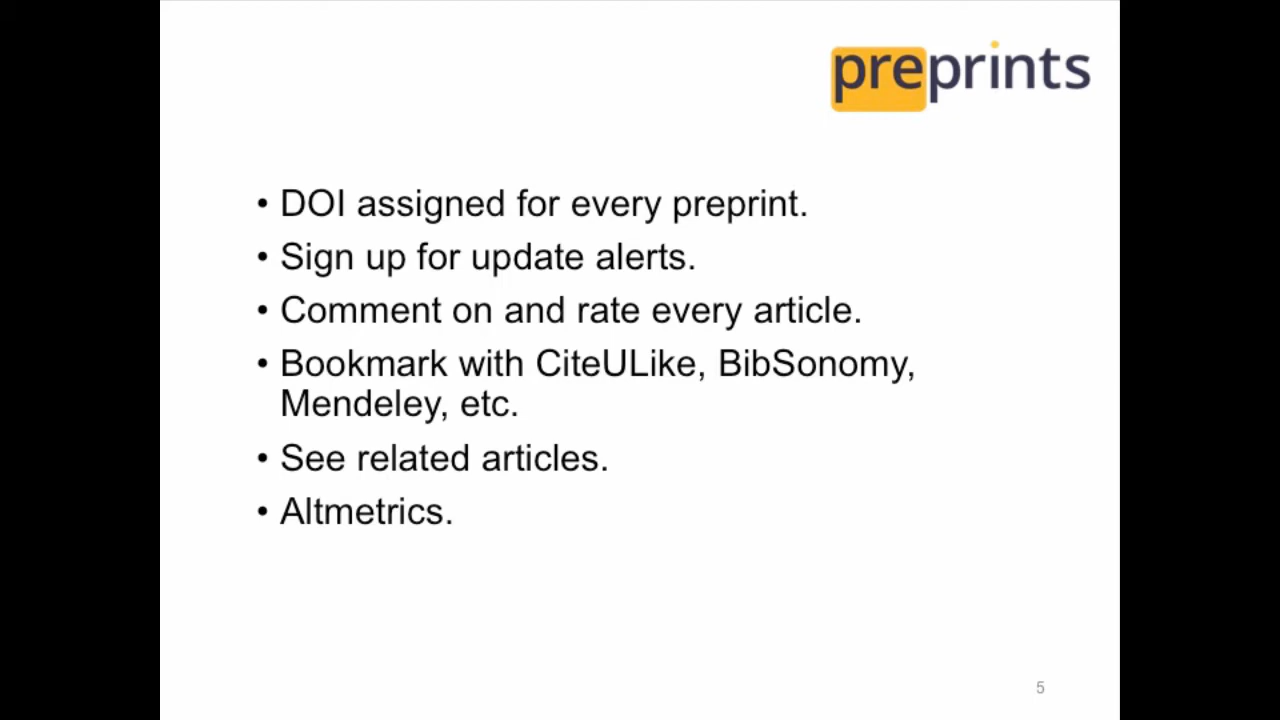 preprints
• DOI assigned for every preprint.
• Sign up for update alerts.
• Comment on and rate every article.
• Bookmark with CiteULike, BibSonomy,
Mendeley, etc.
• See related articles.
• Altmetrics.
5